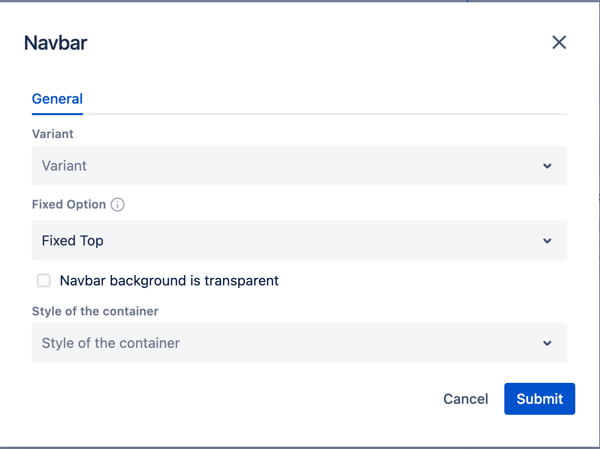 Navbar
General
Variant
Variant
Fixed Option
Fixed Top
Navbar background is transparent
Style of the container
Style of the container
Cancel Submit